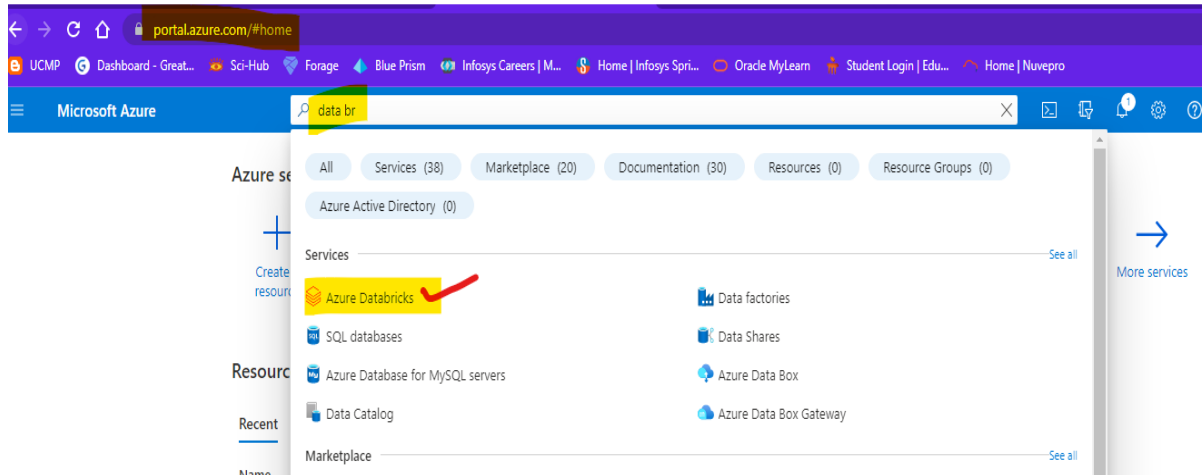 portal.azure.com/#home
UCMP Dashboard - Great... Sci-Hub Forage Blue Prism Infosys Careers | M... Home | Infosys Spri... Oracle MyLearn Student Login | Edu... Home | Nuvepro
Microsoft Azure data br 1
All Services (38) Marketplace (20) Documentation (30) Resources (0) Resource Groups (0)
Azure se
Azure Active Directory (0)
Services See all
Create
resourc
More services
Azure Databricks Data factories
SQL databases Data Shares
Azure Database for MySQL servers Azure Data Box
Resourc
Data Catalog Azure Data Box Gateway
Recent
Marketplace See all
Name